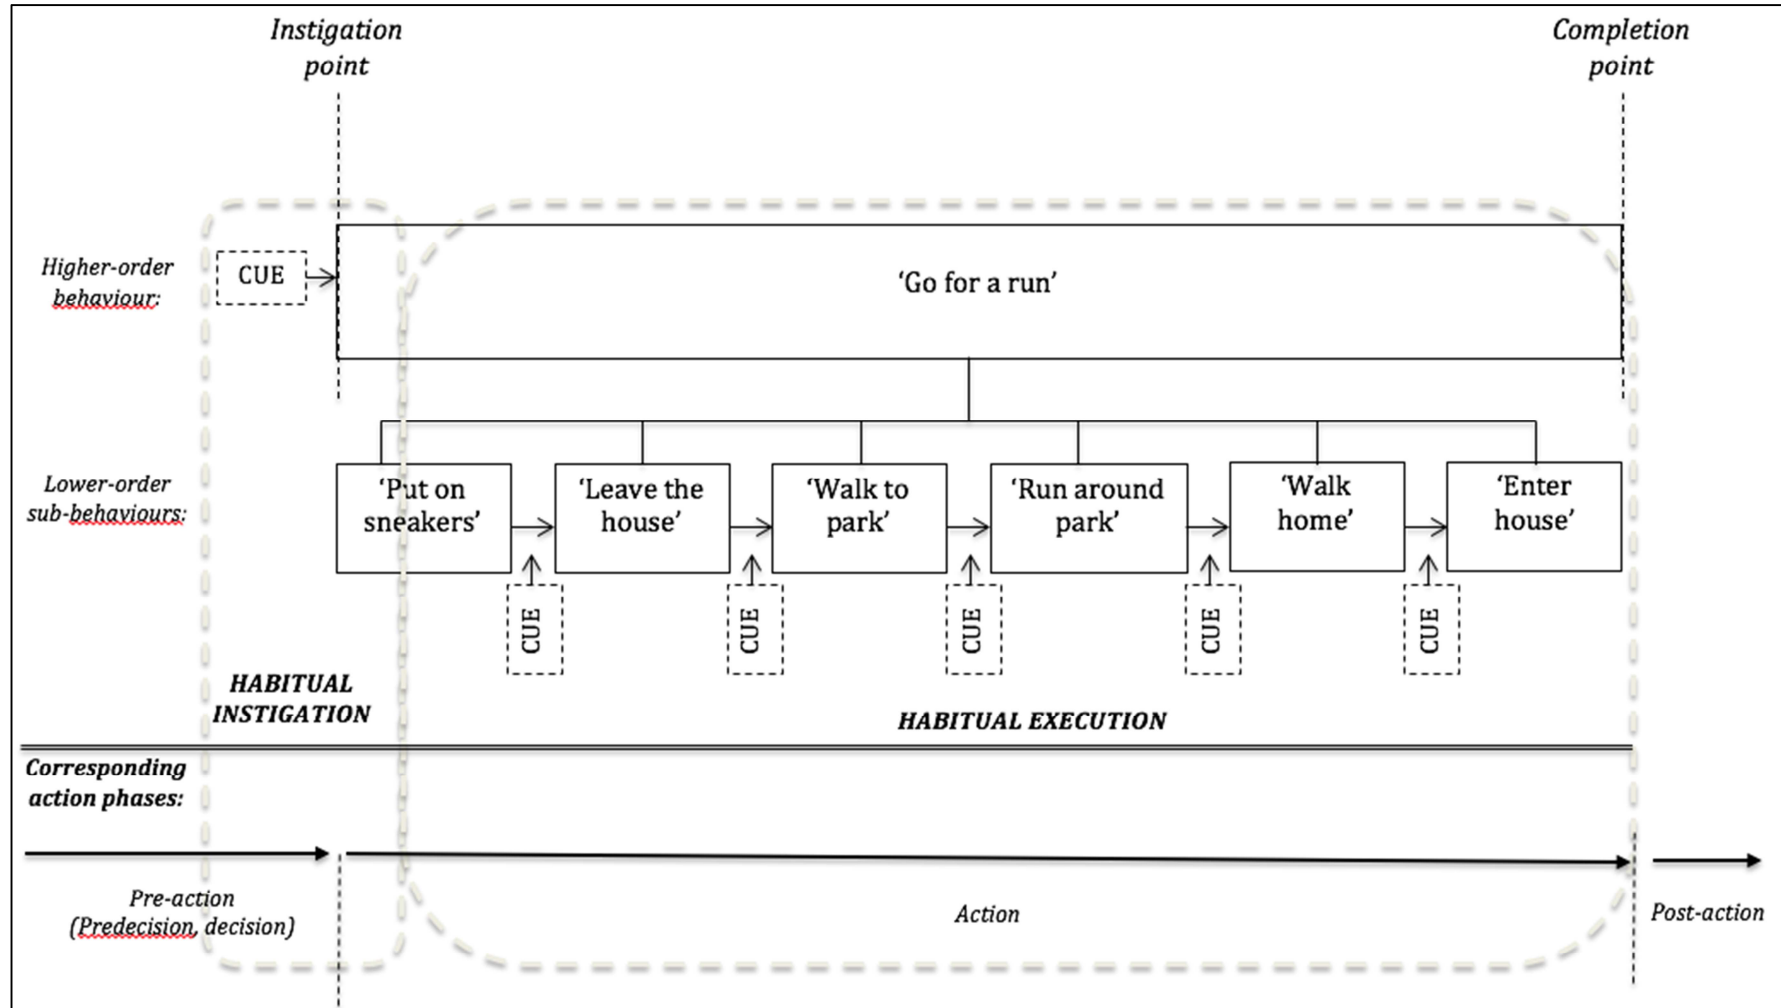 Instigation
point
Completion
point
Higher-order
behaviour:
CUE
‘Go for a run’
Lower-order
sub-behaviours:
‘Put on
sneakers’
‘Leave the
house’
‘Walk to
park’
‘Run around
park’
‘Walk
home’
‘Enter
house’
CUE
CUE
CUE
CUE
CUE
HABITUAL
INSTIGATION
HABITUAL EXECUTION
Corresponding
action phases:
Pre-action
(Predecision, decision)
Action
Post-action